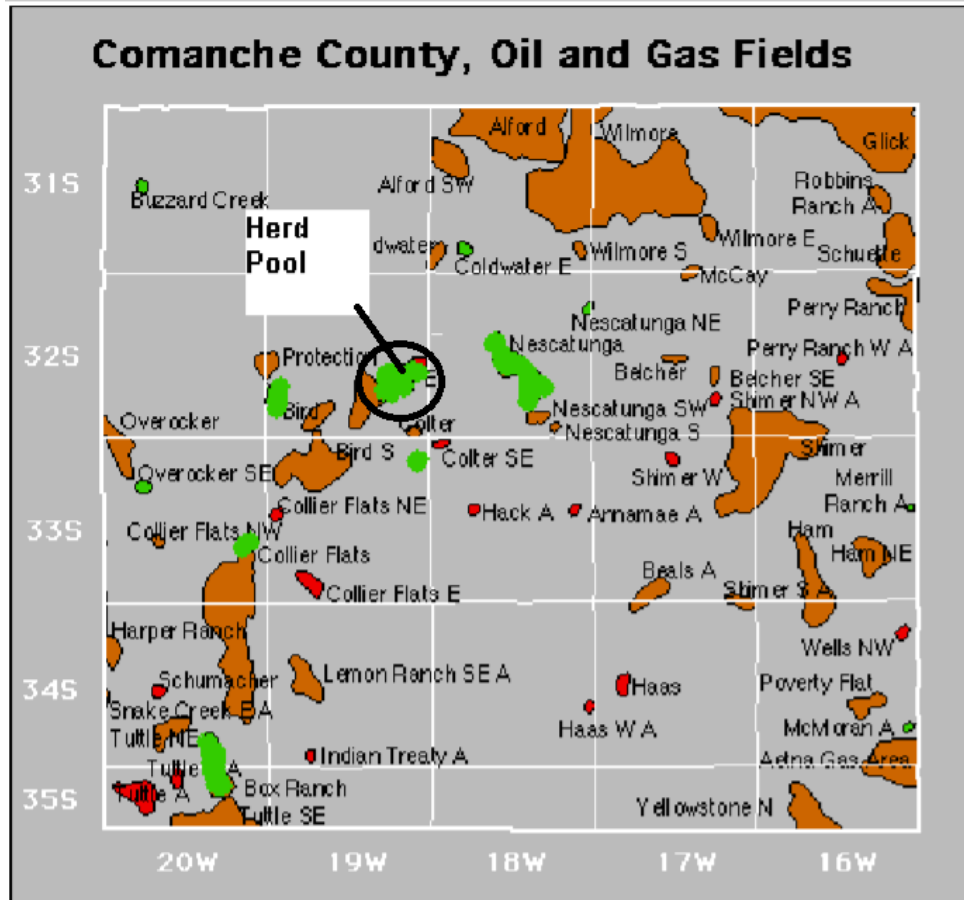 Comanche County, Oil and Gas Fields
Alford
Wilmore
Glick
31S
Alford SW
Robbins
Ranch A
Buzzard Creek
Herd
Pool
dwater
Coldwater E
Wilmore S
Wilmore E
Schuette
McCay
Perry Ranch
Nescatunga NE
32S
Protection
Nescatunga
Perry Ranch W A
E
Belcher
Belcher SE
Bird
Nescatunga SW
Shimer NW A
Overocker
Colter
Nescatunga S
Bird S
Colter SE
Shimer
Overocker SE
Shimer W
Merrill
Ranch A
Collier Flats NE
Hack A
Annamae A
33S
Collier Flats NW
Ham
Collier Flats
Ham NE
Beals A
Collier Flats E
Shimer S A
Harper Ranch
Wells NW
Lemon Ranch SE A
34S
Schumacher
Haas
Poverty Flat
Snake Creek E A
Haas W A
McMoran A
Tuttle NE
Indian Treaty A
Aetna Gas Area
Tuttle
A
35S
Tuttle A
Box Ranch
Yellowstone N
Tuttle SE
20W
19W
18W
17W
16W